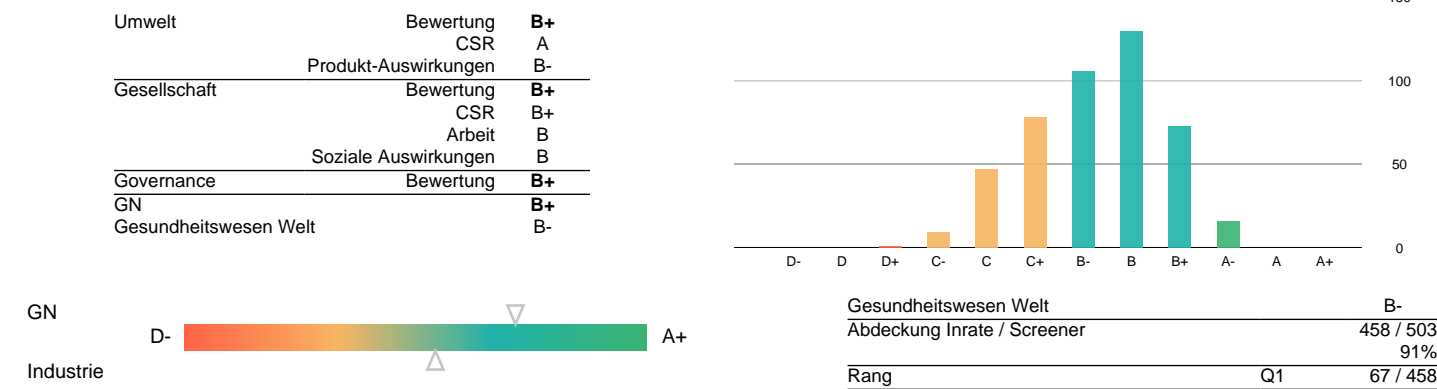 Umwelt Bewertung B+
CSR A
Produkt-Auswirkungen B-
Gesellschaft Bewertung B+
CSR B+
Arbeit B
Soziale Auswirkungen B
Governance Bewertung B+
GN B+
Gesundheitswesen Welt B-
100
50
0
D- D D+ C- C C+ B- B B+ A- A A+
GN
D- A+
Industrie
Gesundheitswesen Welt B-
Abdeckung Inrate / Screener 458 / 503
91%
Rang Q1 67 / 458